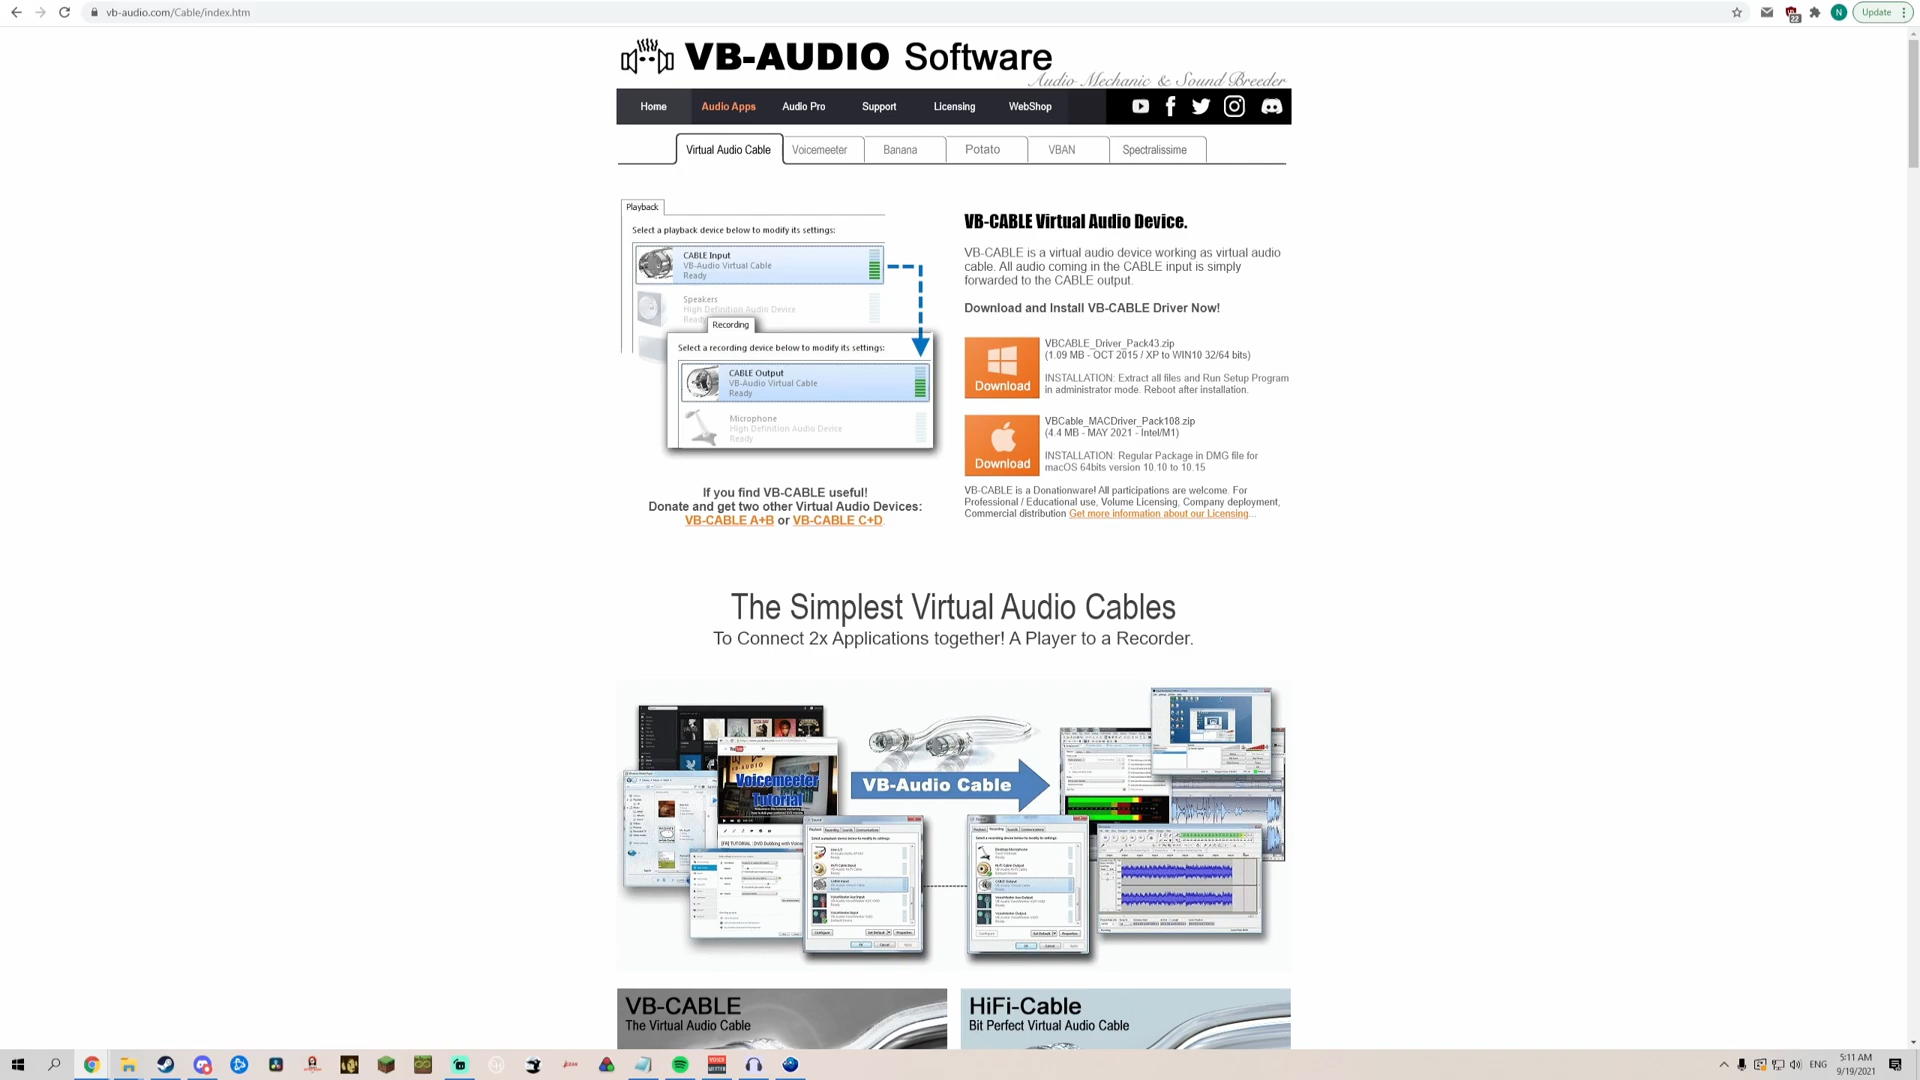 vb-audio.com/Cable/index.htm
22
N
Update
VB-AUDIO Software
Audio Mechanic & Sound Breeder
Home
Audio Apps
Audio Pro
Support
Licensing
WebShop
Virtual Audio Cable
Voicemeeter
Banana
Potato
VBAN
Spectralissime
Playback
Select a playback device below to modify its settings:
CABLE Input
VB-Audio Virtual Cable
Ready
Speakers
High Definition Audio Device
Ready
Recording
Select a recording device below to modify its settings:
CABLE Output
VB-Audio Virtual Cable
Ready
Microphone
High Definition Audio Device
Ready
If you find VB-CABLE useful!
Donate and get two other Virtual Audio Devices:
VB-CABLE A+B or VB-CABLE C+D.
VB-CABLE Virtual Audio Device.
VB-CABLE is a virtual audio device working as virtual audio
cable. All audio coming in the CABLE input is simply
forwarded to the CABLE output.
Download and Install VB-CABLE Driver Now!
Download
VBCABLE_Driver_Pack43.zip
(1.09 MB - OCT 2015 / XP to WIN10 32/64 bits)
INSTALLATION: Extract all files and Run Setup Program
in administrator mode. Reboot after installation.
Download
VBCable_MACDriver_Pack108.zip
(4.4 MB - MAY 2021 - Intel/M1)
INSTALLATION: Regular Package in DMG file for
macOS 64bits version 10.10 to 10.15
VB-CABLE is a Donationware! All participations are welcome. For
Professional / Educational use, Volume Licensing, Company deployment,
Commercial distribution Get more information about our Licensing...
The Simplest Virtual Audio Cables
To Connect 2x Applications together! A Player to a Recorder.
Voicemeeter
Tutorial
VB-Audio Cable
VB-CABLE
The Virtual Audio Cable
HiFi-Cable
Bit Perfect Virtual Audio Cable
ENG
5:11 AM
9/19/2021